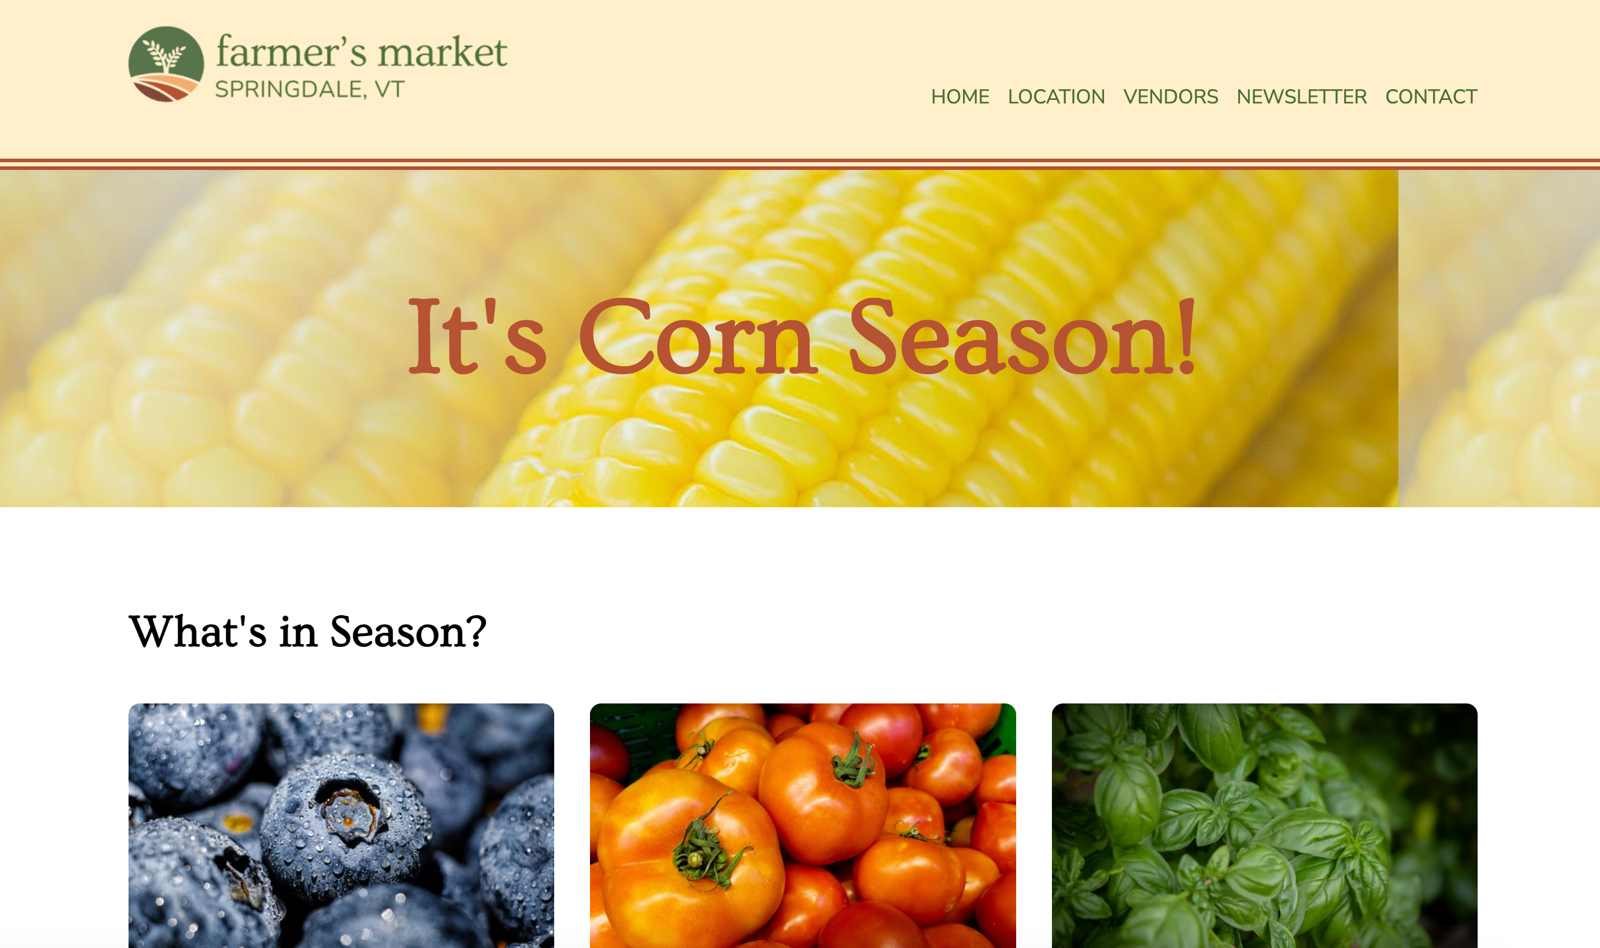 farmer’s market
SPRINGDALE, VT
HOME LOCATION VENDORS NEWSLETTER CONTACT
It's Corn Season!
What's in Season?